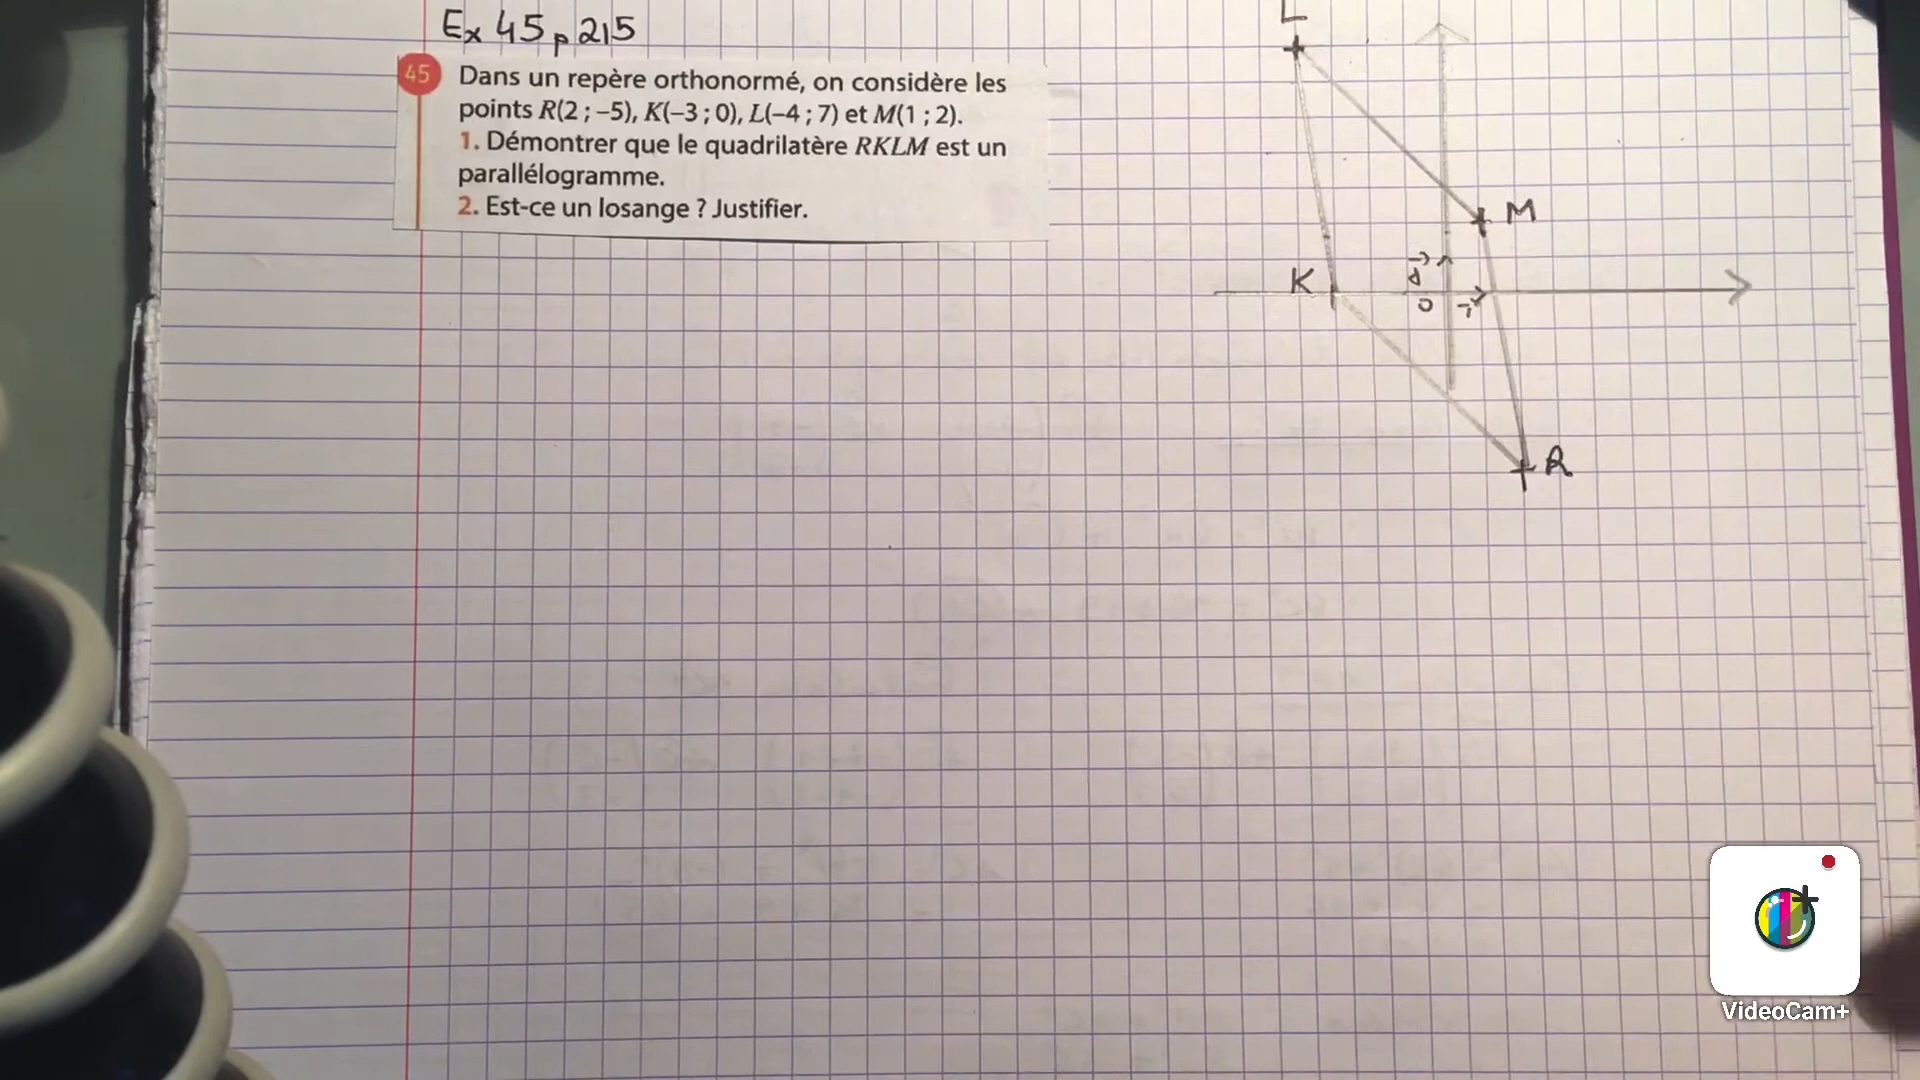 Ex 45 p 215
45 Dans un repère orthonormé, on considère les
points R(2 ; –5), K(–3 ; 0), L(–4 ; 7) et M(1 ; 2).
1. Démontrer que le quadrilatère RKLM est un
parallélogramme.
2. Est-ce un losange ? Justifier.
L
M
K
j
O i
R
VideoCam+